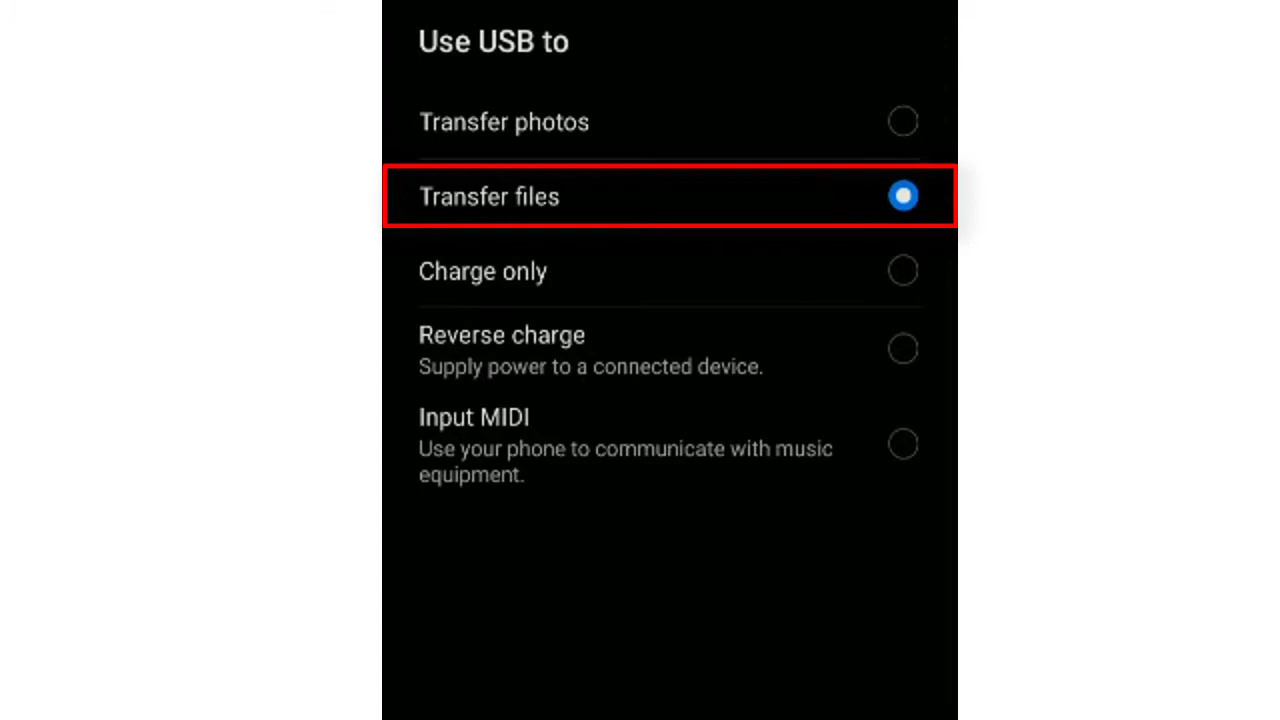 Use USB to
Transfer photos
Transfer files
Charge only
Reverse charge
Supply power to a connected device.
Input MIDI
Use your phone to communicate with music
equipment.